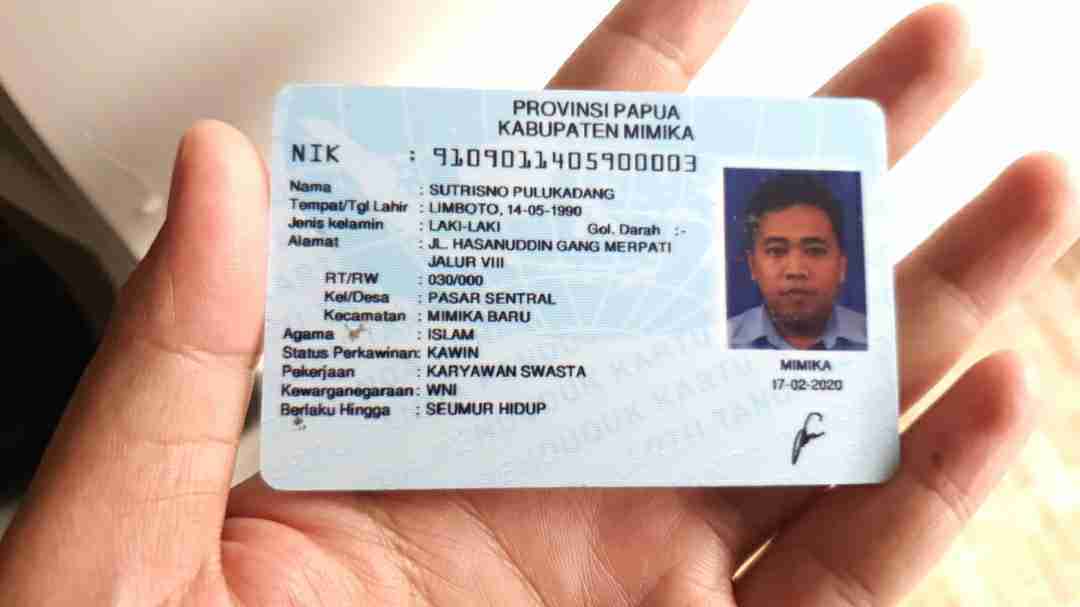 PROVINSI PAPUA
KABUPATEN MIMIKA
NIK : 9109011405900003
Nama : SUTRISNO PULUKADANG
Tempat/Tgl Lahir : LIMBOTO, 14-05-1990
Jenis kelamin : LAKI-LAKI Gol. Darah :-
Alamat : JL. HASANUDDIN GANG MERPATI
JALUR VIII
RT/RW : 030/000
Kel/Desa : PASAR SENTRAL
Kecamatan : MIMIKA BARU
Agama : ISLAM
Status Perkawinan: KAWIN
Pekerjaan : KARYAWAN SWASTA
Kewarganegaraan : WNI
Berlaku Hingga : SEUMUR HIDUP
MIMIKA
17-02-2020